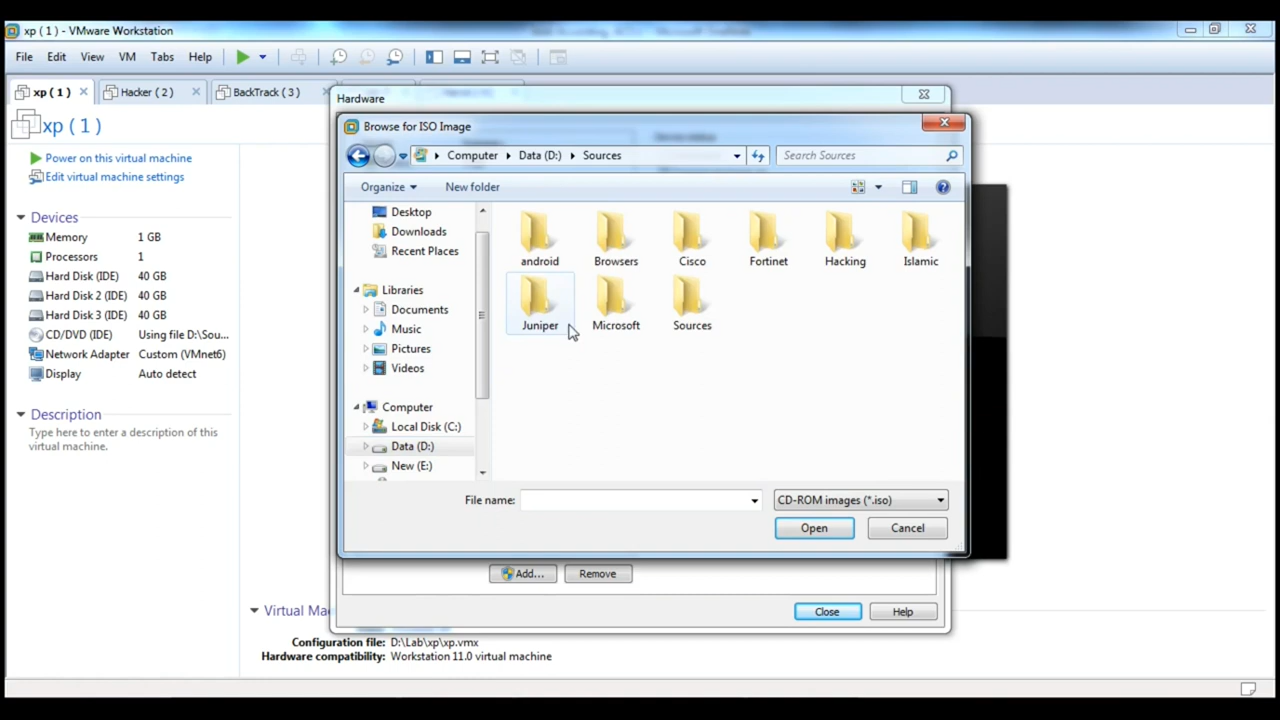 xp ( 1 ) - VMware Workstation
File Edit View VM Tabs Help
xp ( 1 ) Hacker ( 2 ) BackTrack ( 3 )
Hardware
xp ( 1 )
Browse for ISO Image
Computer Data (D:) Sources Search Sources
Power on this virtual machine
Edit virtual machine settings
Organize New folder
Devices
Memory 1 GB
Processors 1
Hard Disk (IDE) 40 GB
Hard Disk 2 (IDE) 40 GB
Hard Disk 3 (IDE) 40 GB
CD/DVD (IDE) Using file D:\Sou...
Network Adapter Custom (VMnet6)
Display Auto detect
Description
Type here to enter a description of this
virtual machine.
Desktop
Downloads
Recent Places
Libraries
Documents
Music
Pictures
Videos
Computer
Local Disk (C:)
Data (D:)
New (E:)
android Browsers Cisco Fortinet Hacking Islamic
Juniper Microsoft Sources
File name: CD-ROM images (*.iso)
Open Cancel
Add... Remove
Close Help
Virtual Ma
Configuration file: D:\Lab\xp\xp.vmx
Hardware compatibility: Workstation 11.0 virtual machine